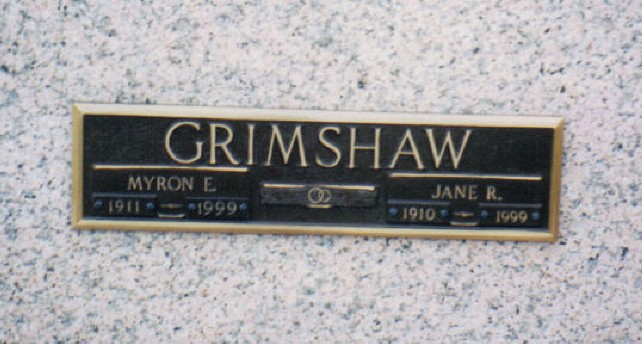 GRIMSHAW
MYRON E.
1911 1999
JANE R.
1910 1999